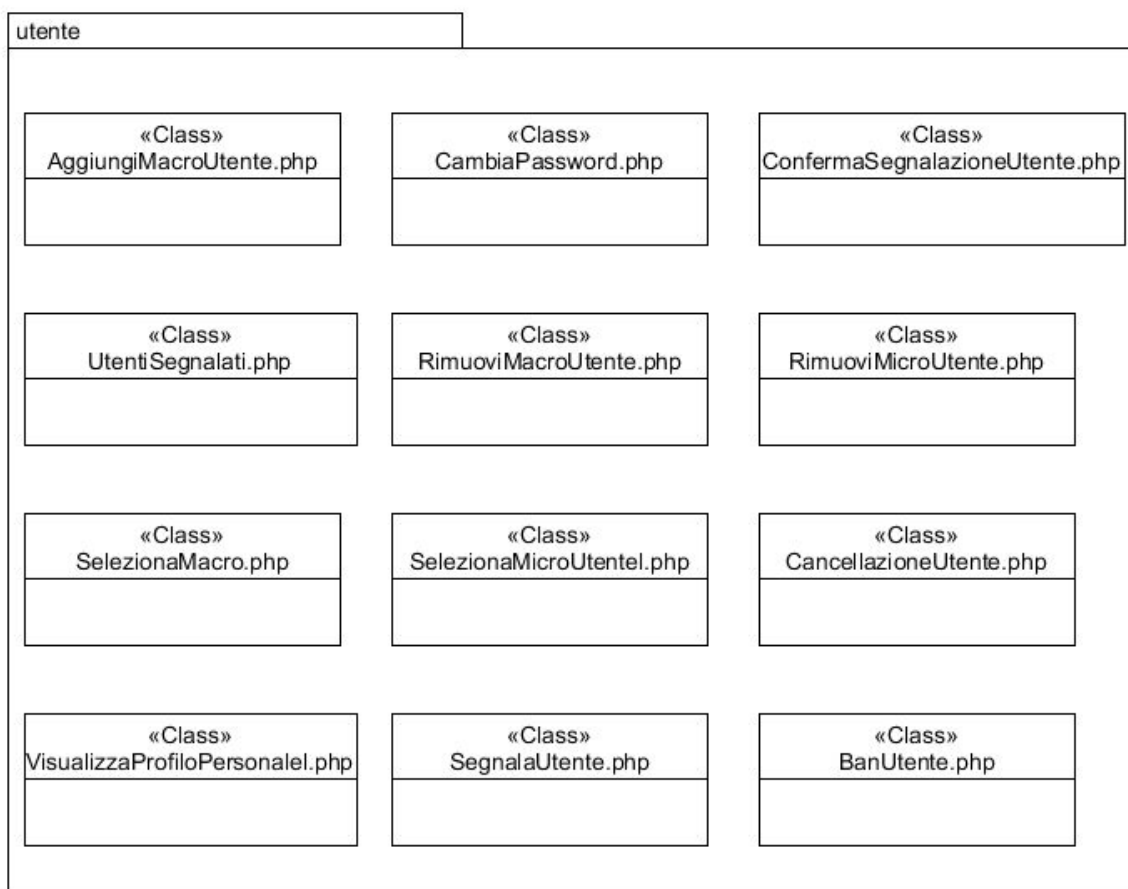 utente
«Class»
AggiungiMacroUtente.php
«Class»
CambiaPassword.php
«Class»
ConfermaSegnalazioneUtente.php
«Class»
UtentiSegnalati.php
«Class»
RimuoviMacroUtente.php
«Class»
RimuoviMicroUtente.php
«Class»
SelezionaMacro.php
«Class»
SelezionaMicroUtentel.php
«Class»
CancellazioneUtente.php
«Class»
VisualizzaProfiloPersonalel.php
«Class»
SegnalaUtente.php
«Class»
BanUtente.php